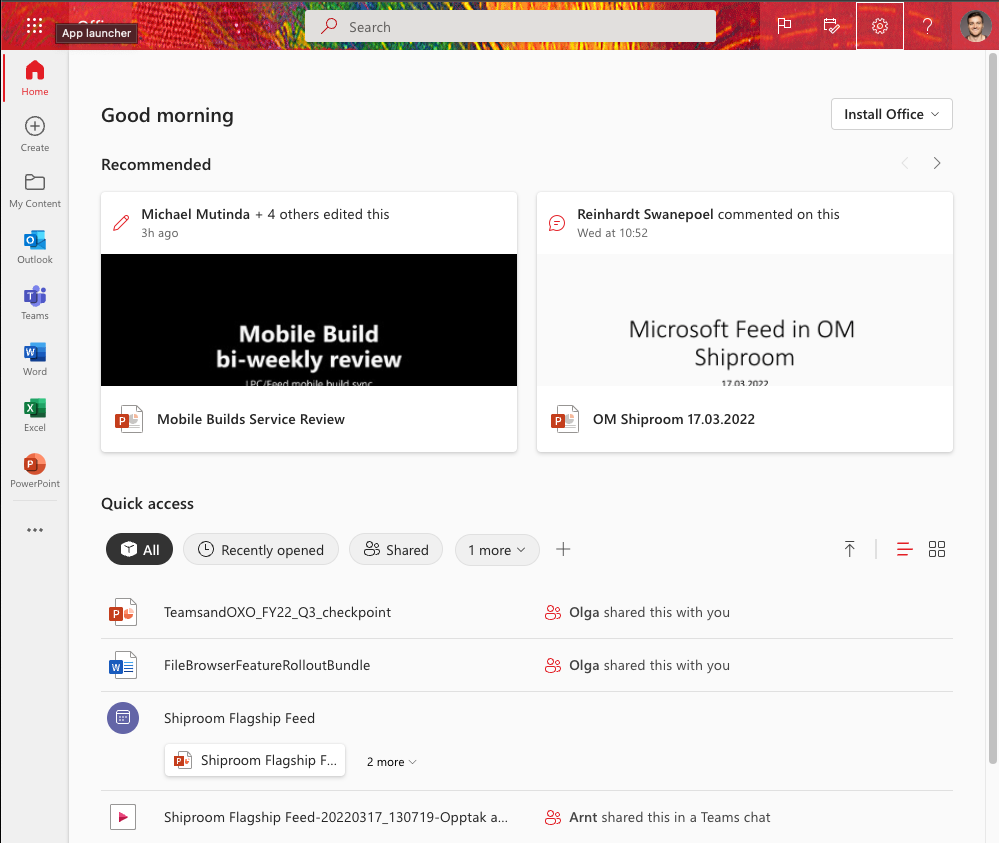 App launcher
Search
Home
Create
My Content
Outlook
Teams
Word
Excel
PowerPoint
Good morning
Install Office
Recommended
Michael Mutinda + 4 others edited this
3h ago
Mobile Build
bi-weekly review
LPC/Feed mobile build sync
Mobile Builds Service Review
Reinhardt Swanepoel commented on this
Wed at 10:52
Microsoft Feed in OM
Shiproom
17.03.2022
OM Shiproom 17.03.2022
Quick access
All
Recently opened
Shared
1 more
TeamsandOXO_FY22_Q3_checkpoint
Olga shared this with you
FileBrowserFeatureRolloutBundle
Olga shared this with you
Shiproom Flagship Feed
Shiproom Flagship F...
2 more
Shiproom Flagship Feed-20220317_130719-Opptak a...
Arnt shared this in a Teams chat